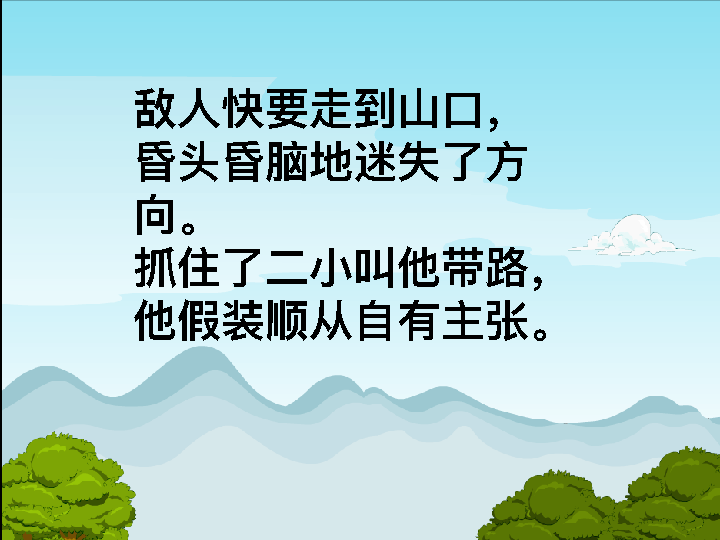 敌人快要走到山口，
昏头昏脑地迷失了方
向。
抓住了二小叫他带路，
他假装顺从自有主张。